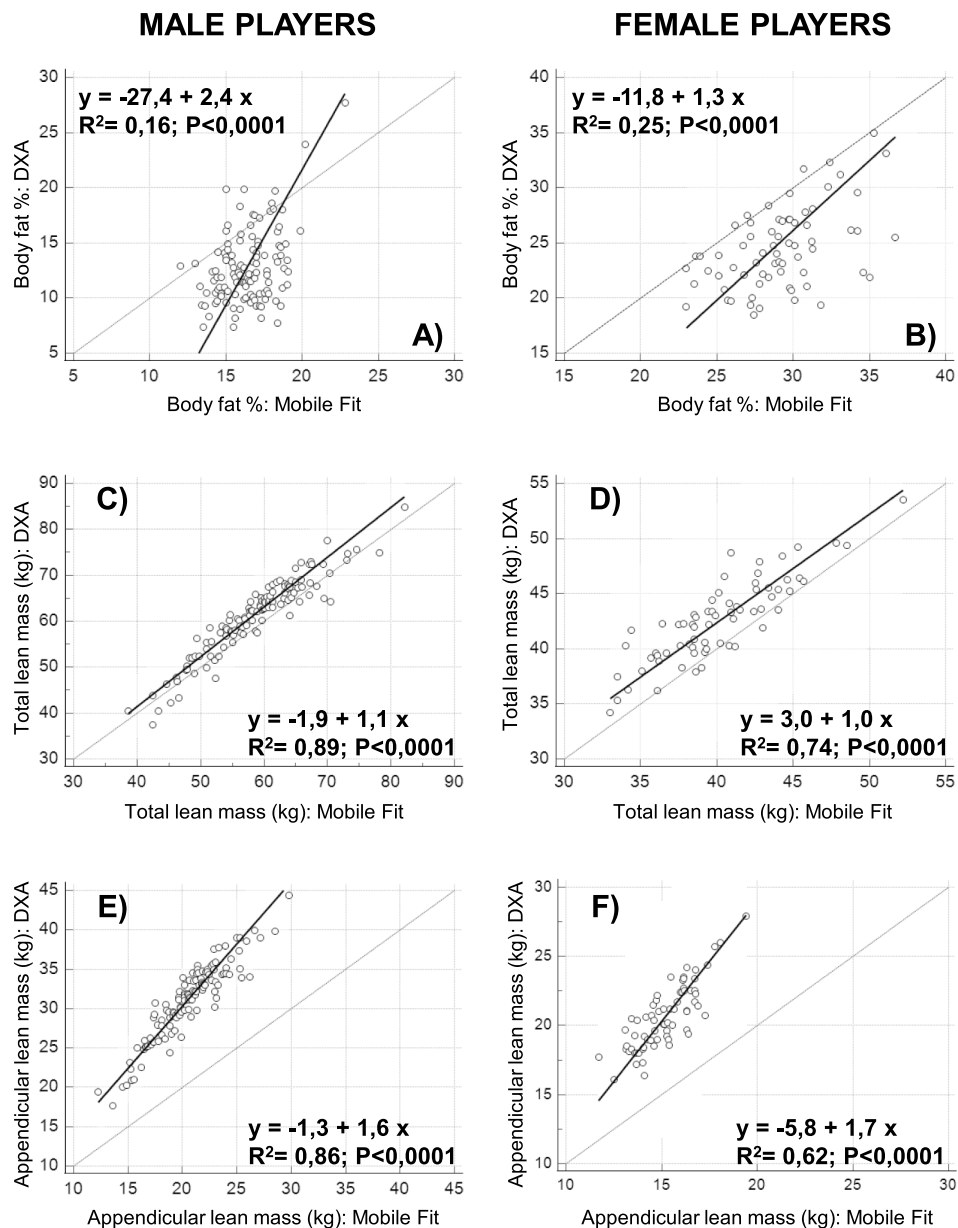 MALE PLAYERS
FEMALE PLAYERS
y = -27,4 + 2,4 x
R²= 0,16; P<0,0001
A)
Body fat %: DXA
30
25
20
15
10
5
5 10 15 20 25 30
Body fat %: Mobile Fit
y = -11,8 + 1,3 x
R²= 0,25; P<0,0001
B)
Body fat %: DXA
40
35
30
25
20
15
15 20 25 30 35 40
Body fat %: Mobile Fit
C)
y = -1,9 + 1,1 x
R²= 0,89; P<0,0001
Total lean mass (kg): DXA
90
80
70
60
50
40
30
30 40 50 60 70 80 90
Total lean mass (kg): Mobile Fit
D)
y = 3,0 + 1,0 x
R²= 0,74; P<0,0001
Total lean mass (kg): DXA
55
50
45
40
35
30
30 35 40 45 50 55
Total lean mass (kg): Mobile Fit
E)
y = -1,3 + 1,6 x
R²= 0,86; P<0,0001
Appendicular lean mass (kg): DXA
45
40
35
30
25
20
15
10
10 15 20 25 30 35 40 45
Appendicular lean mass (kg): Mobile Fit
F)
y = -5,8 + 1,7 x
R²= 0,62; P<0,0001
Appendicular lean mass (kg): DXA
30
25
20
15
10
10 15 20 25 30
Appendicular lean mass (kg): Mobile Fit